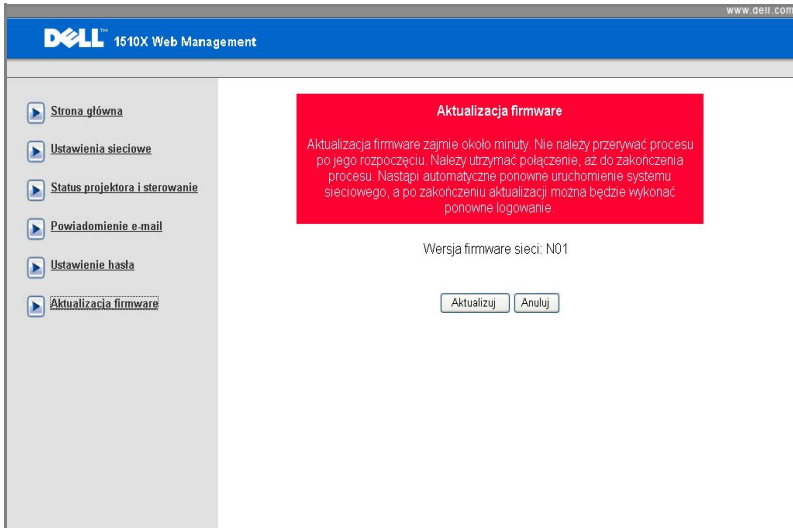 www.dell.com
DELL™ 1510X Web Management
Strona główna
Ustawienia sieciowe
Status projektora i sterowanie
Powiadomienie e-mail
Ustawienie hasła
Aktualizacja firmware
Aktualizacja firmware
Aktualizacja firmware zajmie około minuty. Nie należy przerywać procesu
po jego rozpoczęciu. Należy utrzymać połączenie, aż do zakończenia
procesu. Nastąpi automatyczne ponowne uruchomienie systemu
sieciowego, a po zakończeniu aktualizacji można będzie wykonać
ponowne logowanie.
Wersja firmware sieci: N01
Aktualizuj Anuluj